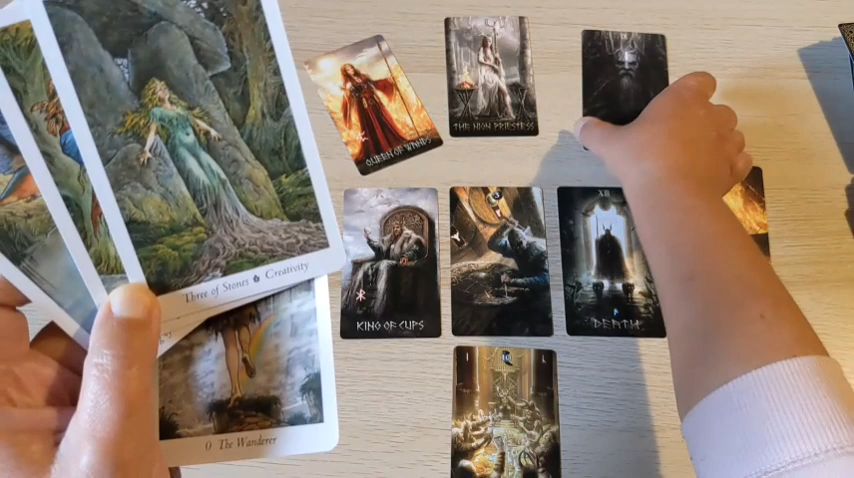 Three of Stones Creativity
0 The Wanderer
QUEEN OF WANDS
THE HIGH PRIESTESS
KING OF CUPS
DEATH